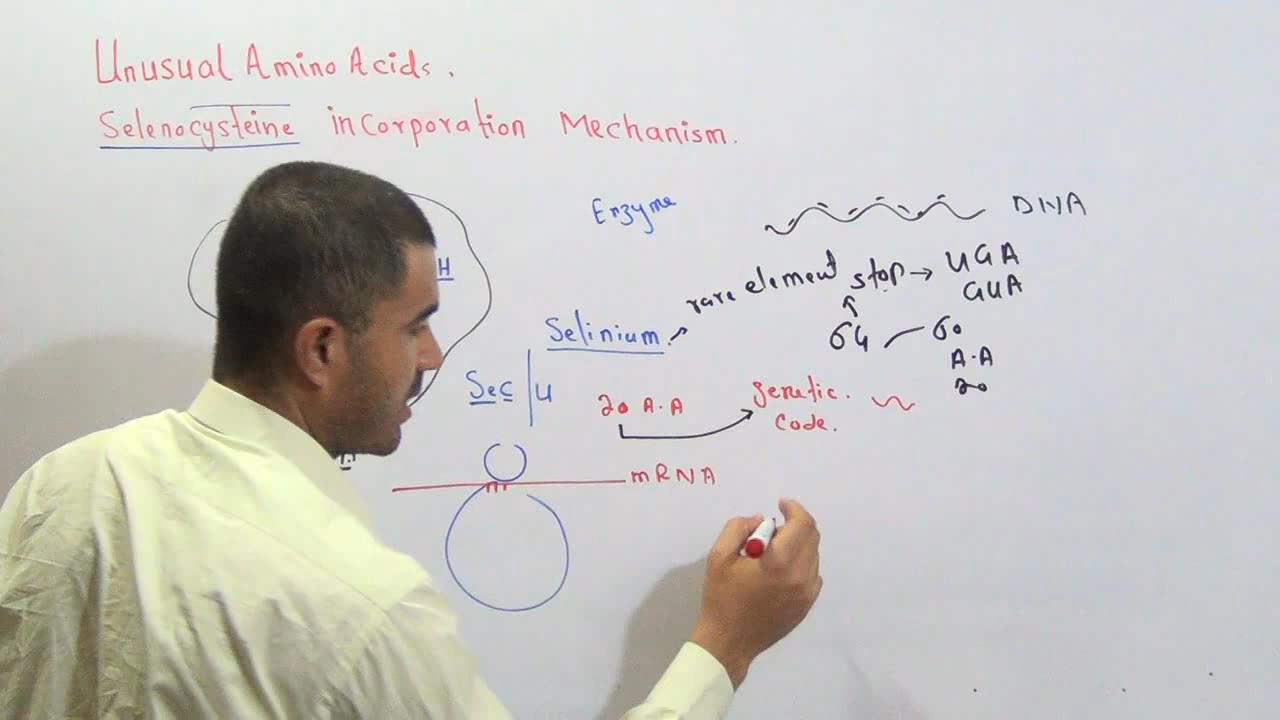 Unusual Amino Acids.
Selenocysteine incorporation Mechanism.
Enzyme
DNA
H
Selinium.
rare element stop → UGA
GUA
64 — 60
A.A
20
Sec | U
20 A.A
genetic.
code.
mRNA